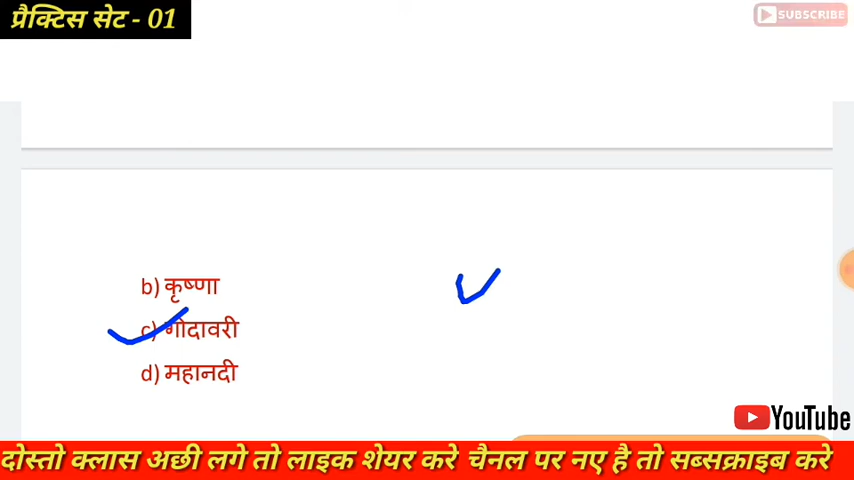 प्रैक्टिस सेट - 01
SUBSCRIBE
b) कृष्णा
c) गोदावरी
d) महानदी
YouTube
दोस्तो क्लास अछी लगे तो लाइक शेयर करे चैनल पर नए है तो सब्सक्राइब करे